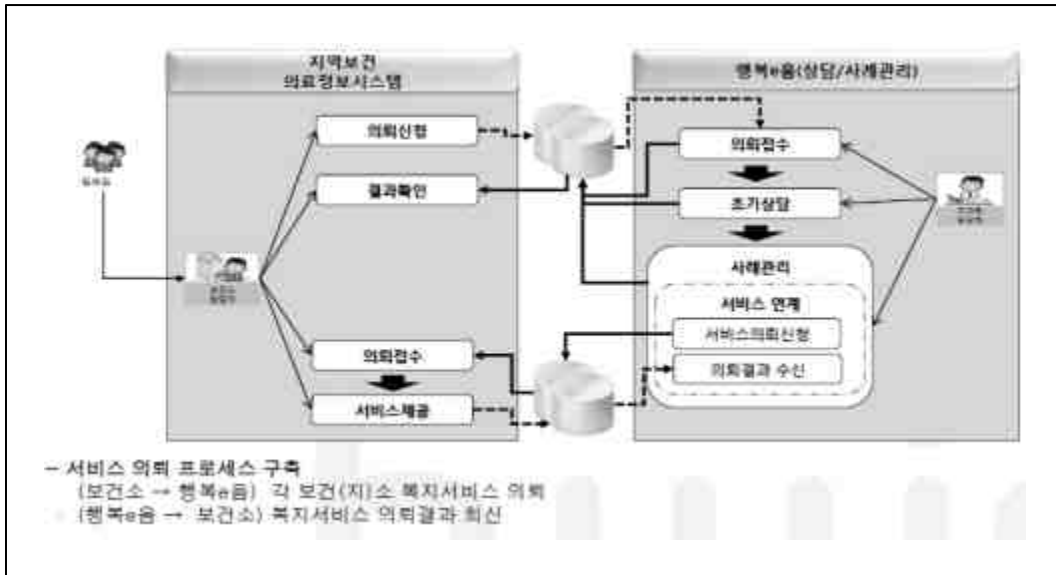 지역보건
의료정보시스템
행복e음(상담/사례관리)
의뢰신청
의뢰접수
결과확인
초기상담
사례관리
서비스 연계
서비스의뢰신청
의뢰접수
의뢰결과 수신
서비스제공
- 서비스 의뢰 프로세스 구축
(보건소 → 행복e음) 각 보건(지)소 복지서비스 의뢰
(행복e음 → 보건소) 복지서비스 의뢰결과 회신